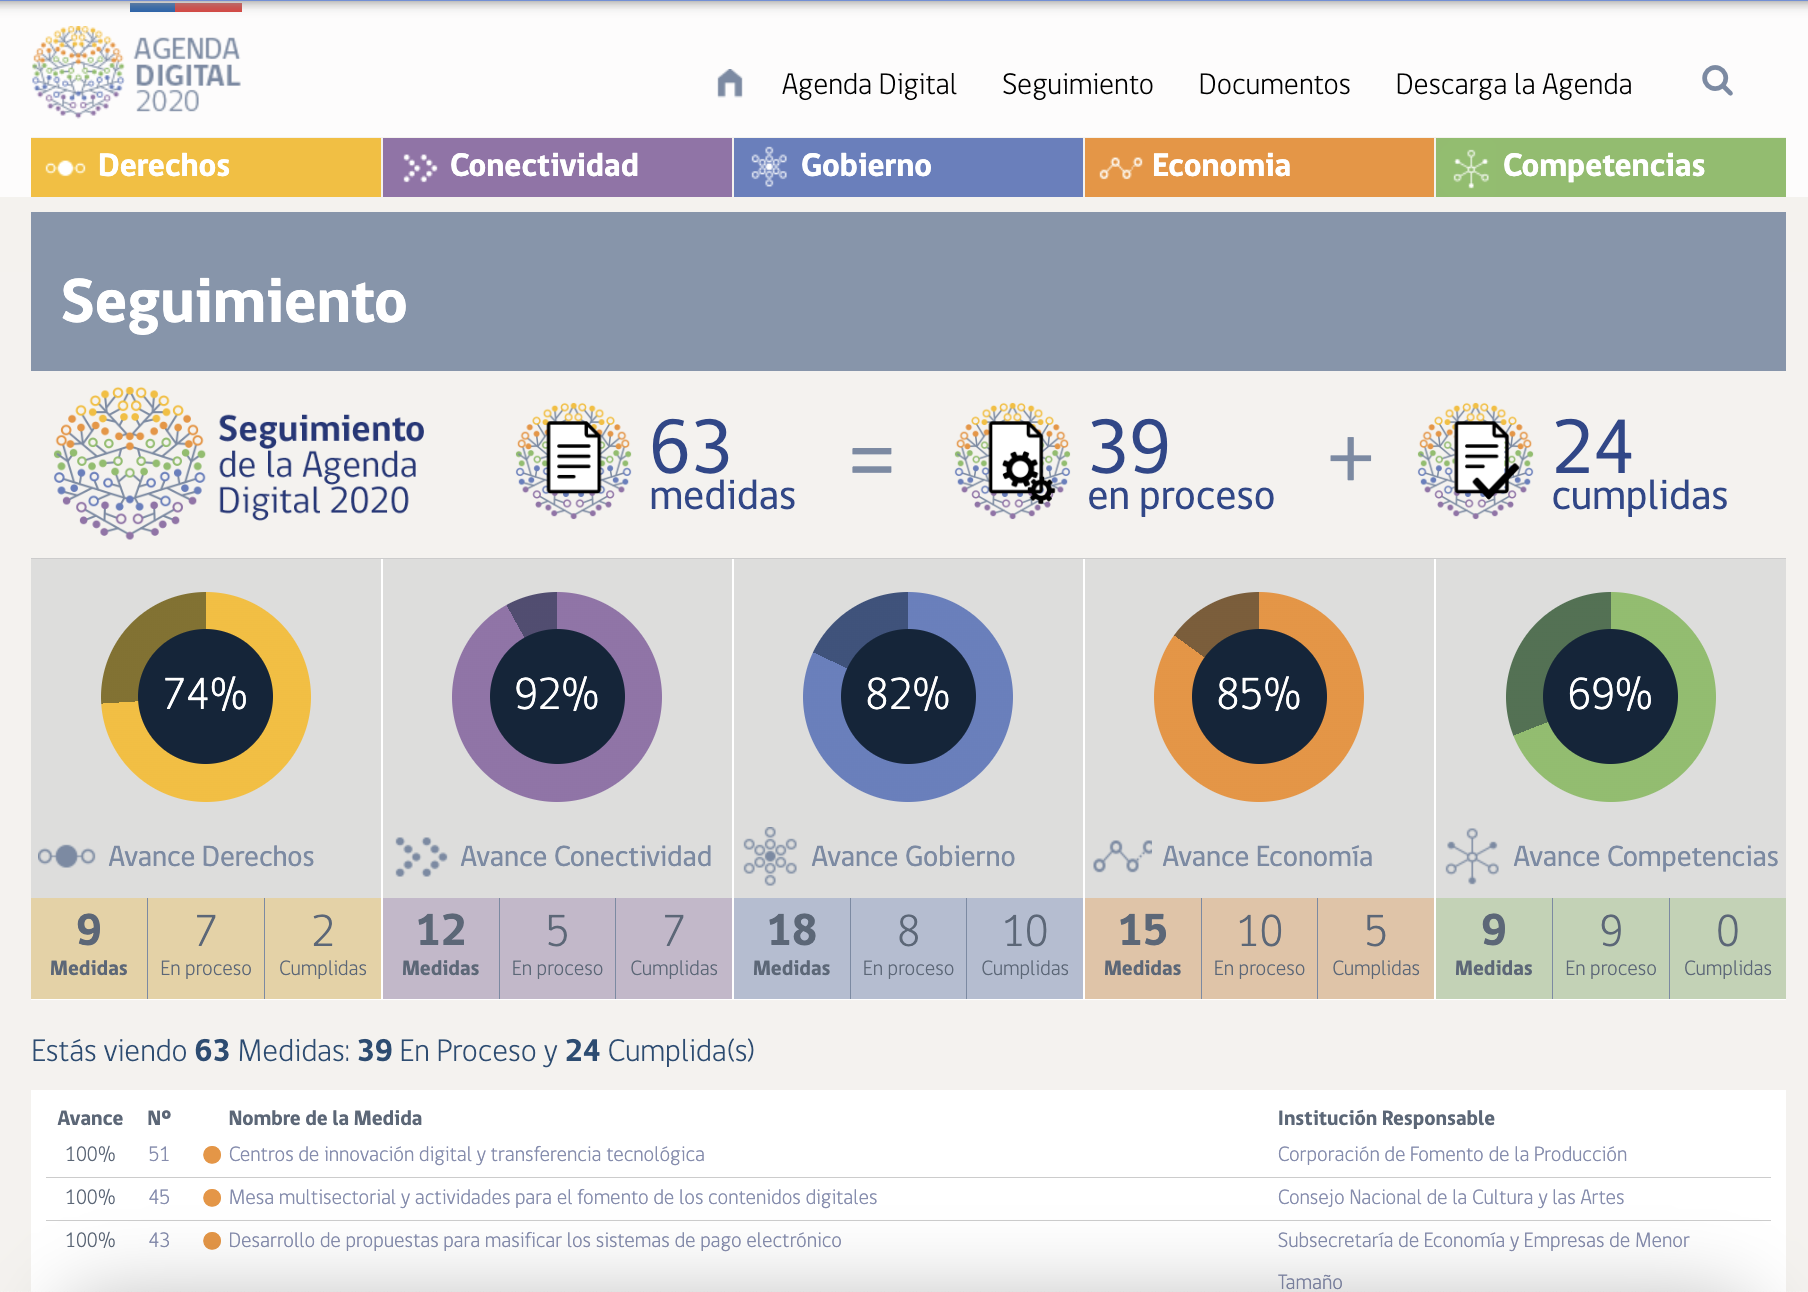 AGENDA
DIGITAL
2020
Agenda Digital Seguimiento Documentos Descarga la Agenda
Derechos Conectividad Gobierno Economia Competencias
Seguimiento
Seguimiento
de la Agenda
Digital 2020
63
medidas
=
39
en proceso
+
24
cumplidas
74% 92% 82% 85% 69%
Avance Derechos Avance Conectividad Avance Gobierno Avance Economía Avance Competencias
9 7 2 12 5 7 18 8 10 15 10 5 9 9 0
Medidas En proceso Cumplidas Medidas En proceso Cumplidas Medidas En proceso Cumplidas Medidas En proceso Cumplidas Medidas En proceso Cumplidas
Estás viendo 63 Medidas: 39 En Proceso y 24 Cumplida(s)
Avance Nº Nombre de la Medida Institución Responsable
100% 51 Centros de innovación digital y transferencia tecnológica Corporación de Fomento de la Producción
100% 45 Mesa multisectorial y actividades para el fomento de los contenidos digitales Consejo Nacional de la Cultura y las Artes
100% 43 Desarrollo de propuestas para masificar los sistemas de pago electrónico Subsecretaría de Economía y Empresas de Menor
Tamaño